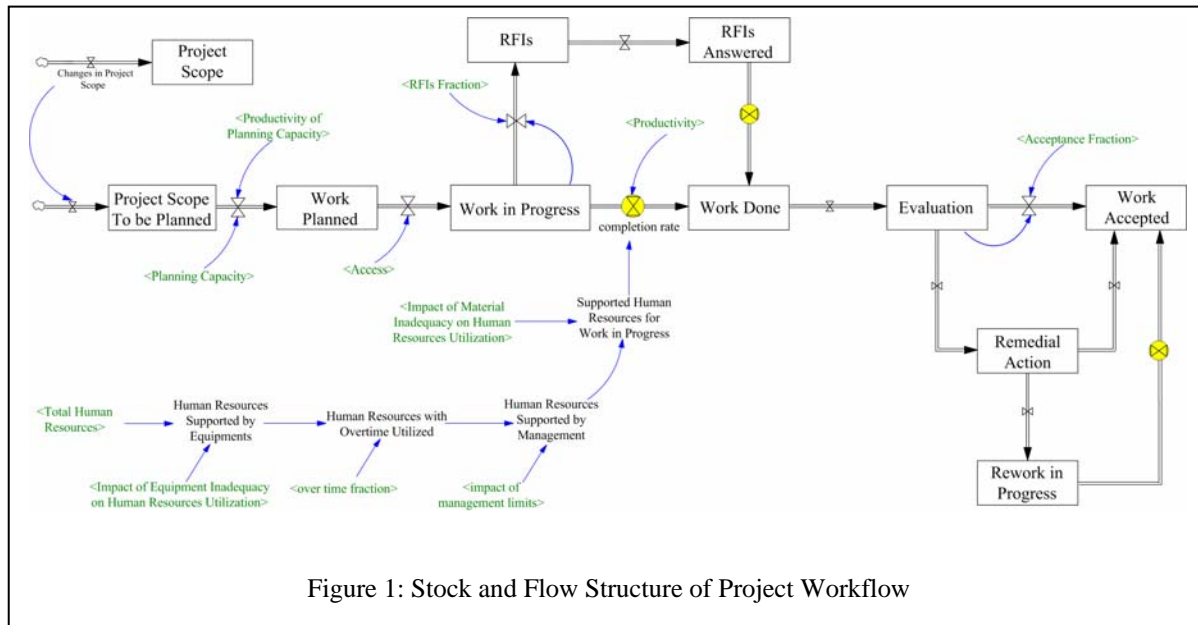 RFIs
RFIs
Answered
Project
Scope
Changes in Project
Scope
<RFIs Fraction>
<Productivity of
Planning Capacity>
<Productivity>
<Acceptance Fraction>
Project Scope
To be Planned
Work
Planned
Work in Progress
completion rate
Work Done
Evaluation
Work
Accepted
<Planning Capacity>
<Access>
<Impact of Material
Inadequacy on Human
Resources Utilization>
Supported Human
Resources for
Work in Progress
Remedial
Action
<Total Human
Resources>
Human Resources
Supported by
Equipments
Human Resources with
Overtime Utilized
Human Resources
Supported by
Management
<Impact of Equipment Inadequacy
on Human Resources Utilization>
<over time fraction>
<impact of
management limits>
Rework in
Progress
Figure 1: Stock and Flow Structure of Project Workflow